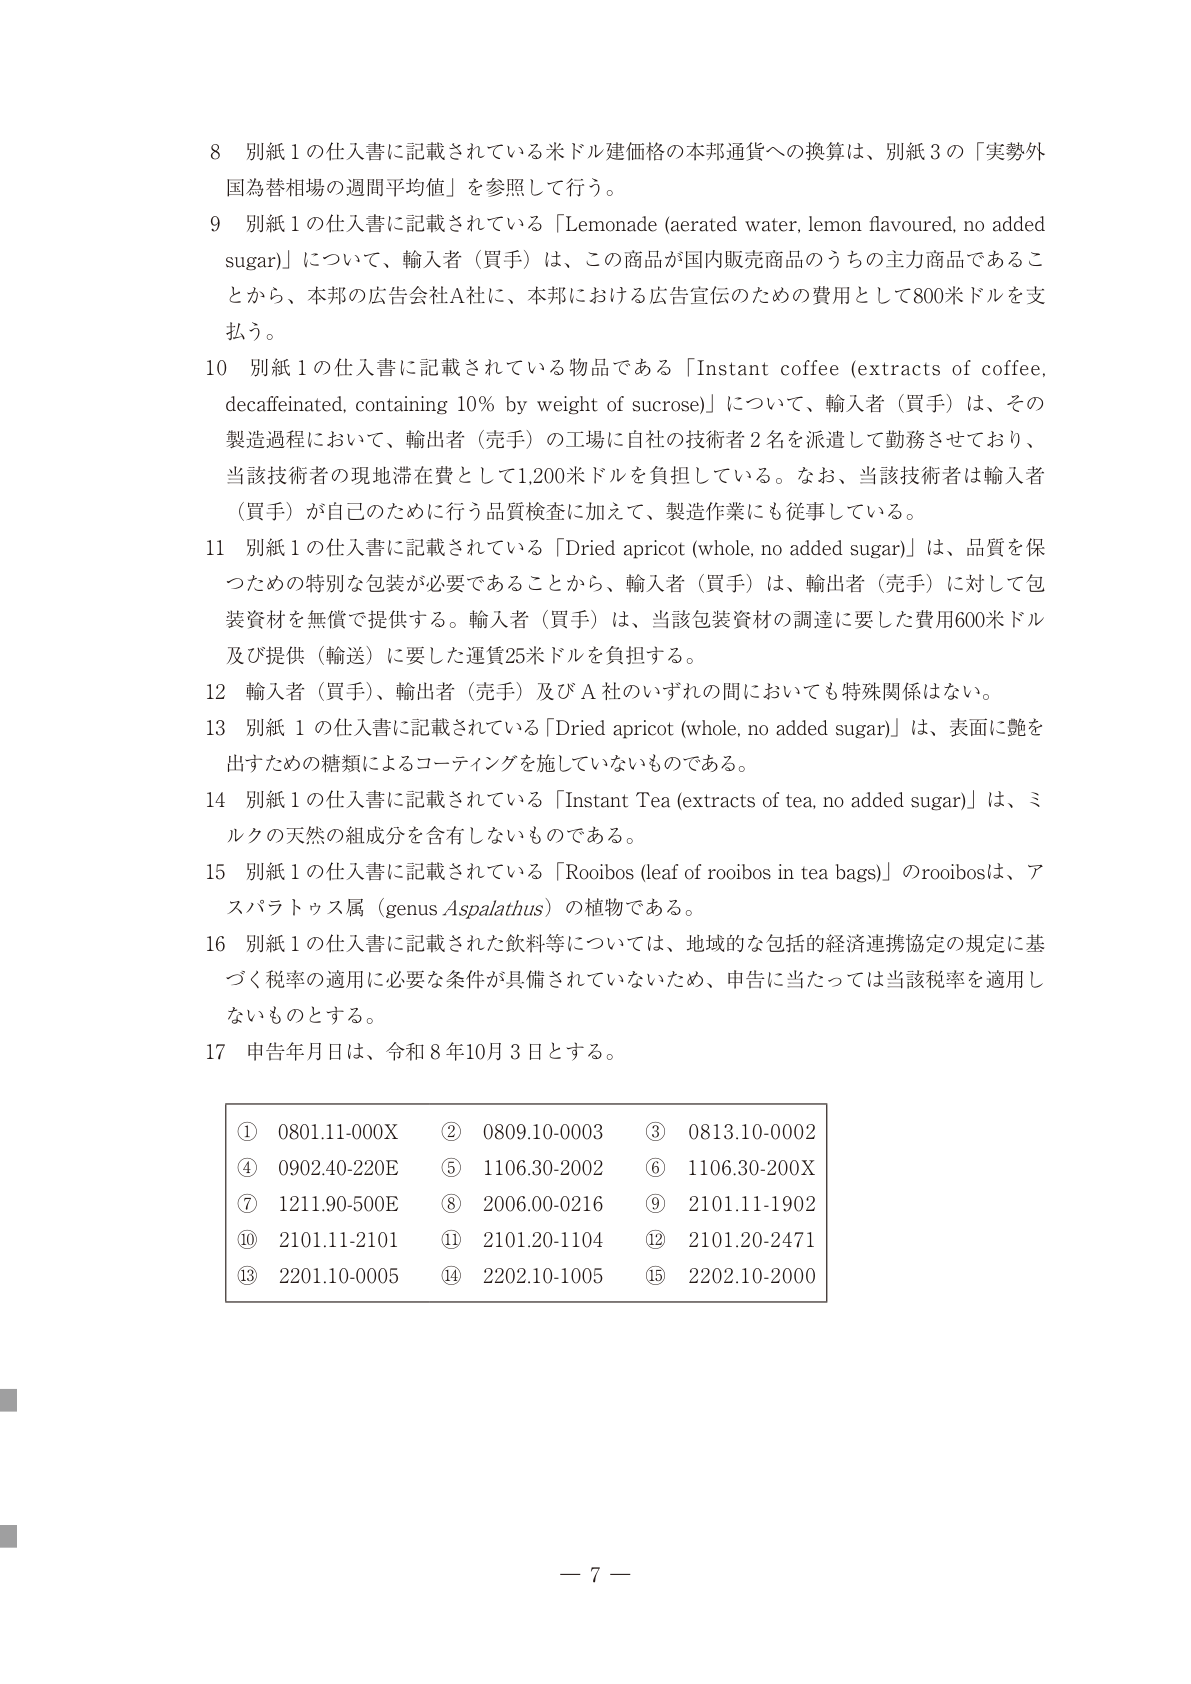 8　別紙1の仕入書に記載されている米ドル建価格の本邦通貨への換算は、別紙3の「実勢外
国為替相場の週間平均値」を参照して行う。
9　別紙1の仕入書に記載されている「Lemonade (aerated water, lemon flavoured, no added
sugar)」について、輸入者（買手）は、この商品が国内販売商品のうちの主力商品であるこ
とから、本邦の広告会社A社に、本邦における広告宣伝のための費用として800米ドルを支
払う。
10　別紙1の仕入書に記載されている物品である「Instant coffee (extracts of coffee,
decaffeinated, containing 10% by weight of sucrose)」について、輸入者（買手）は、その
製造過程において、輸出者（売手）の工場に自社の技術者2名を派遣して勤務させており、
当該技術者の現地滞在費として1,200米ドルを負担している。なお、当該技術者は輸入者
（買手）が自己のために行う品質検査に加えて、製造作業にも従事している。
11　別紙1の仕入書に記載されている「Dried apricot (whole, no added sugar)」は、品質を保
つための特別な包装が必要であることから、輸入者（買手）は、輸出者（売手）に対して包
装資材を無償で提供する。輸入者（買手）は、当該包装資材の調達に要した費用600米ドル
及び提供（輸送）に要した運賃25米ドルを負担する。
12　輸入者（買手）、輸出者（売手）及びA社のいずれの間においても特殊関係はない。
13　別紙1の仕入書に記載されている「Dried apricot (whole, no added sugar)」は、表面に艶を
出すための糖類によるコーティングを施していないものである。
14　別紙1の仕入書に記載されている「Instant Tea (extracts of tea, no added sugar)」は、ミ
ルクの天然の組成分を含有しないものである。
15　別紙1の仕入書に記載されている「Rooibos (leaf of rooibos in tea bags)」のrooibosは、ア
スパラトゥス属（genus Aspalathus）の植物である。
16　別紙1の仕入書に記載された飲料等については、地域的な包括的経済連携協定の規定に基
づく税率の適用に必要な条件が具備されていないため、申告に当たっては当該税率を適用し
ないものとする。
17　申告年月日は、令和8年10月3日とする。
①　0801.11-000X　②　0809.10-0003　③　0813.10-0002
④　0902.40-220E　⑤　1106.30-2002　⑥　1106.30-200X
⑦　1211.90-500E　⑧　2006.00-0216　⑨　2101.11-1902
⑩　2101.11-2101　⑪　2101.20-1104　⑫　2101.20-2471
⑬　2201.10-0005　⑭　2202.10-1005　⑮　2202.10-2000
— 7 —